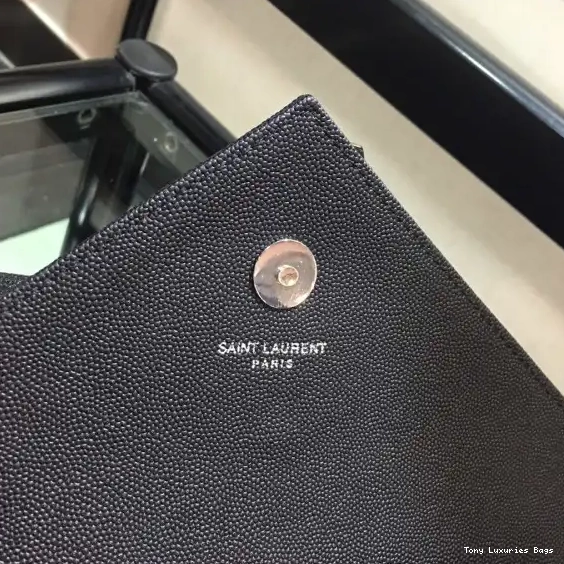 SAINT LAURENT
PARIS
Tony Luxuries Bags